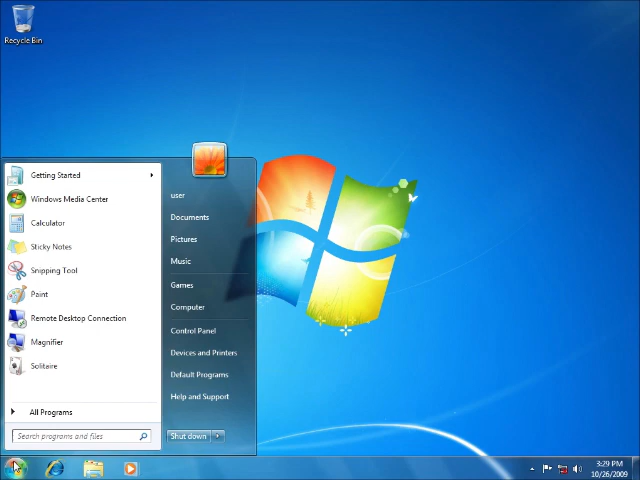 Recycle Bin
Getting Started
Windows Media Center
Calculator
Sticky Notes
Snipping Tool
Paint
Remote Desktop Connection
Magnifier
Solitaire
All Programs
Search programs and files
user
Documents
Pictures
Music
Games
Computer
Control Panel
Devices and Printers
Default Programs
Help and Support
Shut down
3:29 PM
10/26/2009